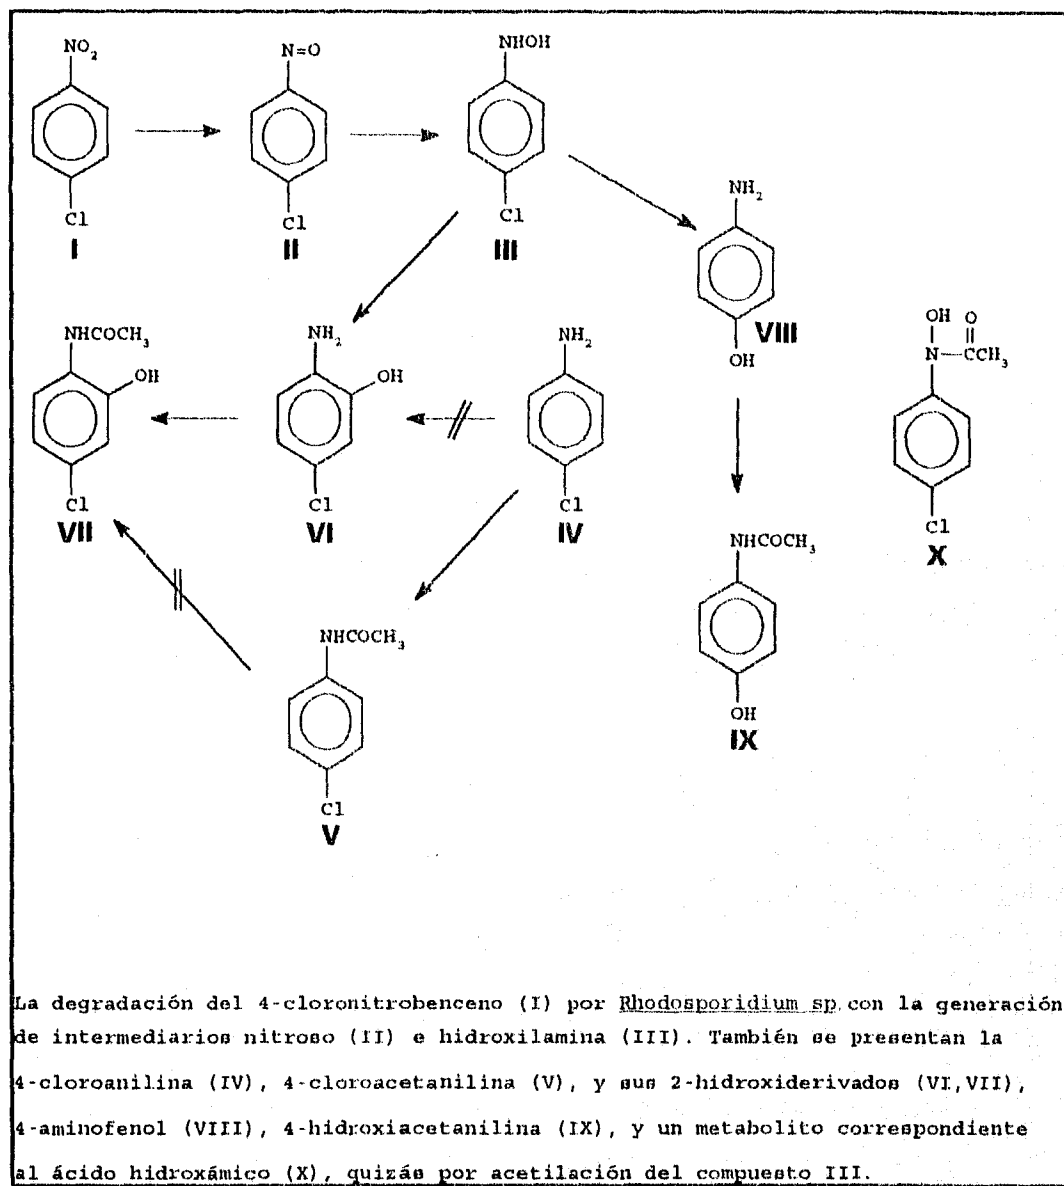 NO2
N=O
NHOH
Cl
Cl
Cl
I
II
III
NH2
OH
VIII
NHCOCH3
OH
Cl
VII
NH2
OH
Cl
VI
NH2
Cl
IV
OH O
N—CCH3
Cl
X
NHCOCH3
Cl
V
NHCOCH3
OH
IX
La degradación del 4-cloronitrobenceno (I) por Rhodosporidium sp. con la generación
de intermediarios nitroso (II) e hidroxilamina (III). También se presentan la
4-cloroanilina (IV), 4-cloroacetanilina (V), y sus 2-hidroxiderivados (VI,VII),
4-aminofenol (VIII), 4-hidroxiacetanilina (IX), y un metabolito correspondiente
al ácido hidroxámico (X), quizás por acetilación del compuesto III.